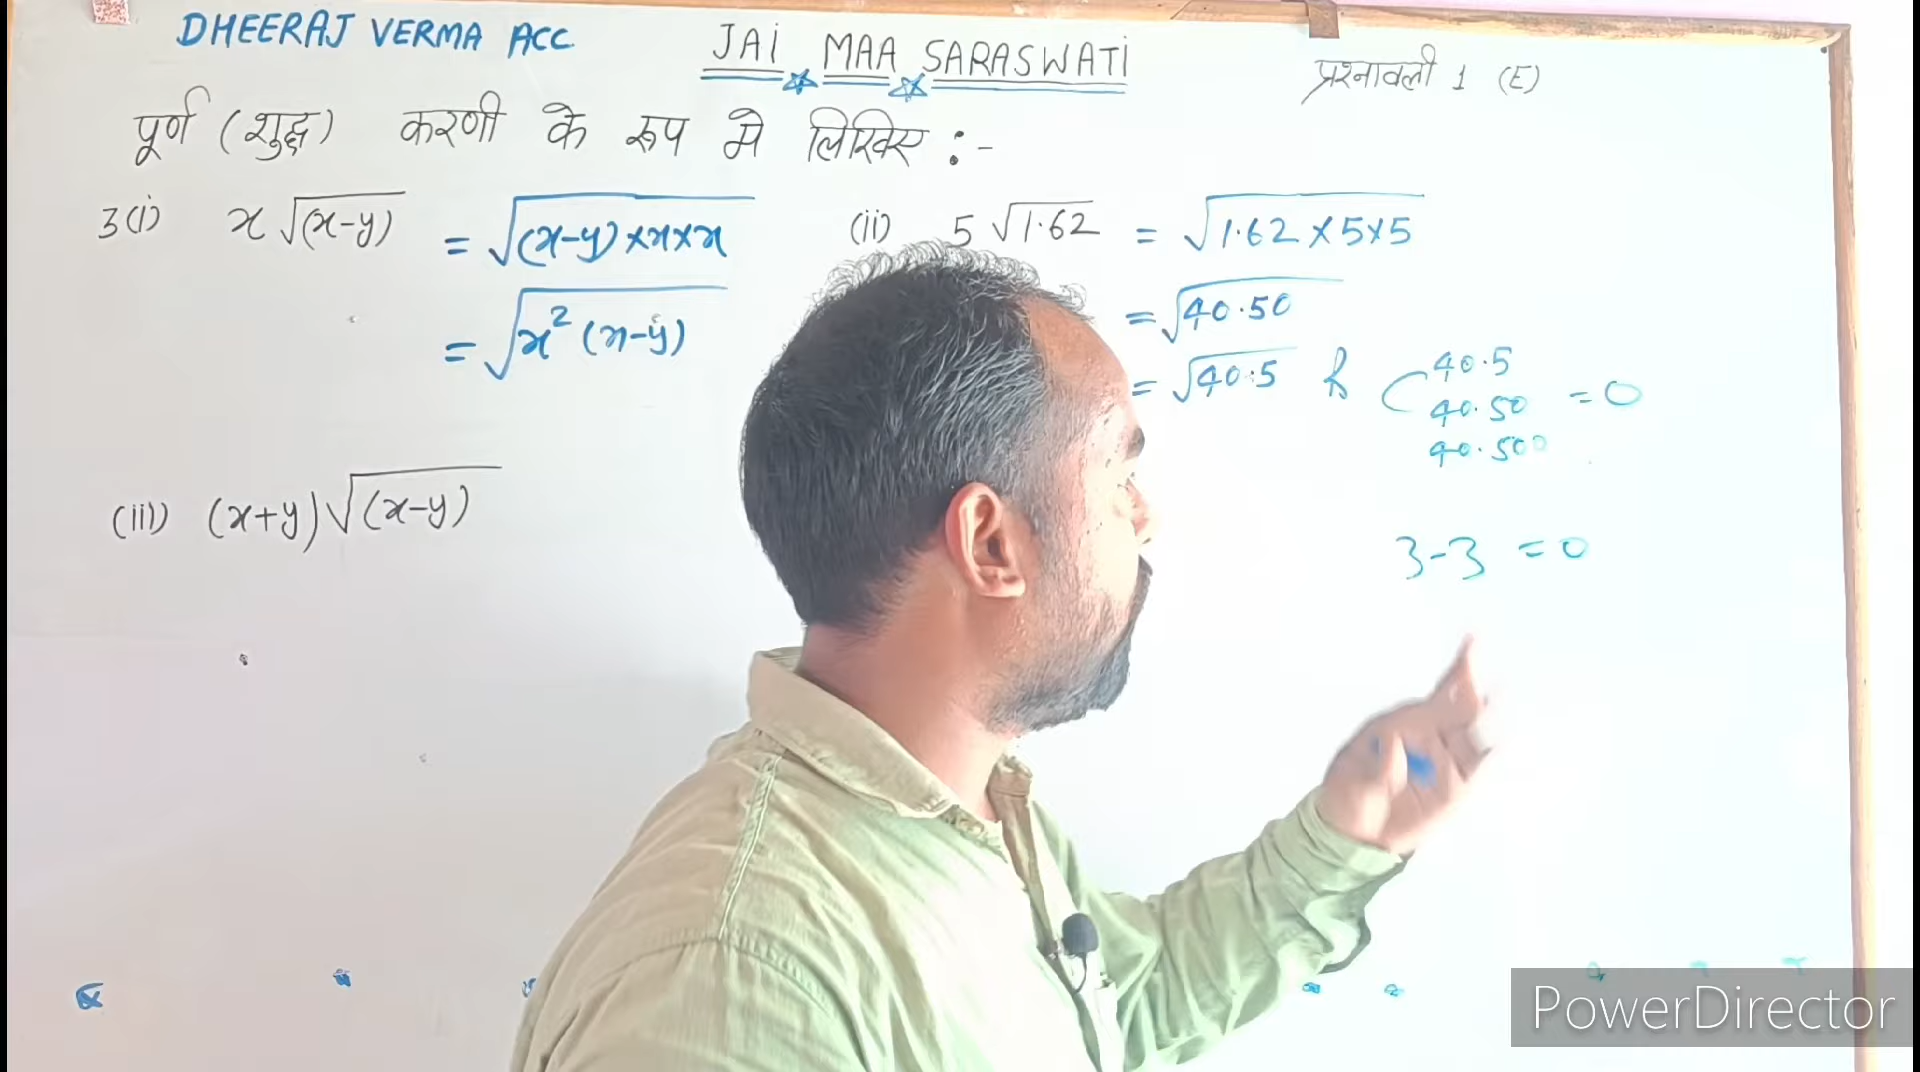 DHEERAJ VERMA ACC
JAI MAA SARASWATI
प्रश्नावली 1 (E)
पूर्ण (शुद्ध) करणी के रूप मे लिखिए :-
3(i) x√(x-y) = √(x-y)×x×x
= √x² (x-y)
(ii) 5√1.62 = √1.62×5×5
= √40.50
= √40.5
40.5
40.50 = 0
40.500
(iii) (x+y)√(x-y)
3-3 = 0
PowerDirector